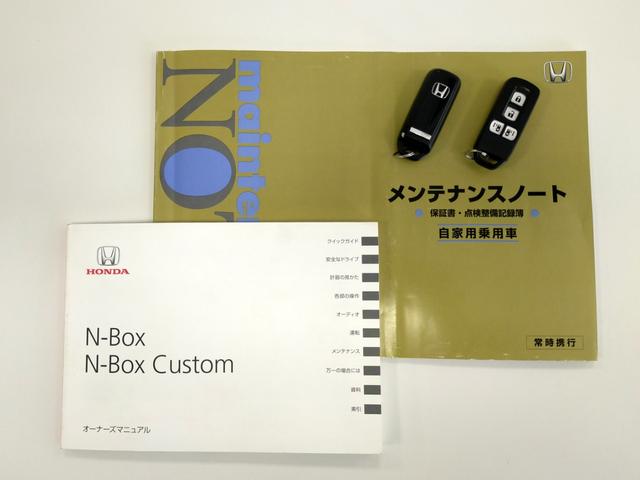 mainte
NO
メンテナンスノート
保証書・点検整備記録簿
自家用乗用車
常時携行
HONDA
N-Box
N-Box Custom
オーナーズマニュアル
クイックガイド
安全なドライブ
計器の見かた
各部の操作
オーディオ
運転
メンテナンス
万一の場合には
資料
索引